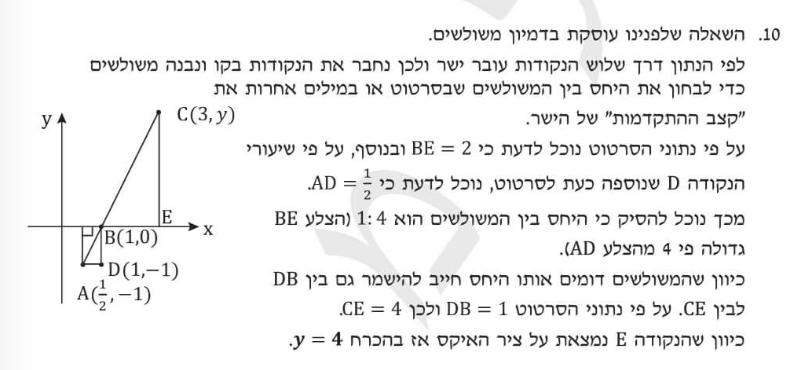 10. השאלה שלפנינו עוסקת בדמיון משולשים.
לפי הנתון דרך שלוש הנקודות עובר ישר ולכן נחבר את הנקודות בקו ונבנה משולשים
כדי לבחון את היחס בין המשולשים שבסרטוט או במילים אחרות את
"קצב ההתקדמות" של הישר.
על פי נתוני הסרטוט נוכל לדעת כי BE = 2 ובנוסף, על פי שיעורי
הנקודה D שנוספה כעת לסרטוט, נוכל לדעת כי AD = 1/2.
מכך נוכל להסיק כי היחס בין המשולשים הוא 1:4 (הצלע BE
גדולה פי 4 מהצלע AD).
כיוון שהמשולשים דומים אותו היחס חייב להישמר גם בין DB
לבין CE. על פי נתוני הסרטוט DB = 1 ולכן CE = 4.
כיוון שהנקודה E נמצאת על ציר האיקס אז בהכרח y = 4.
y
C(3,y)
E
x
B(1,0)
D(1,−1)
A(1/2,−1)